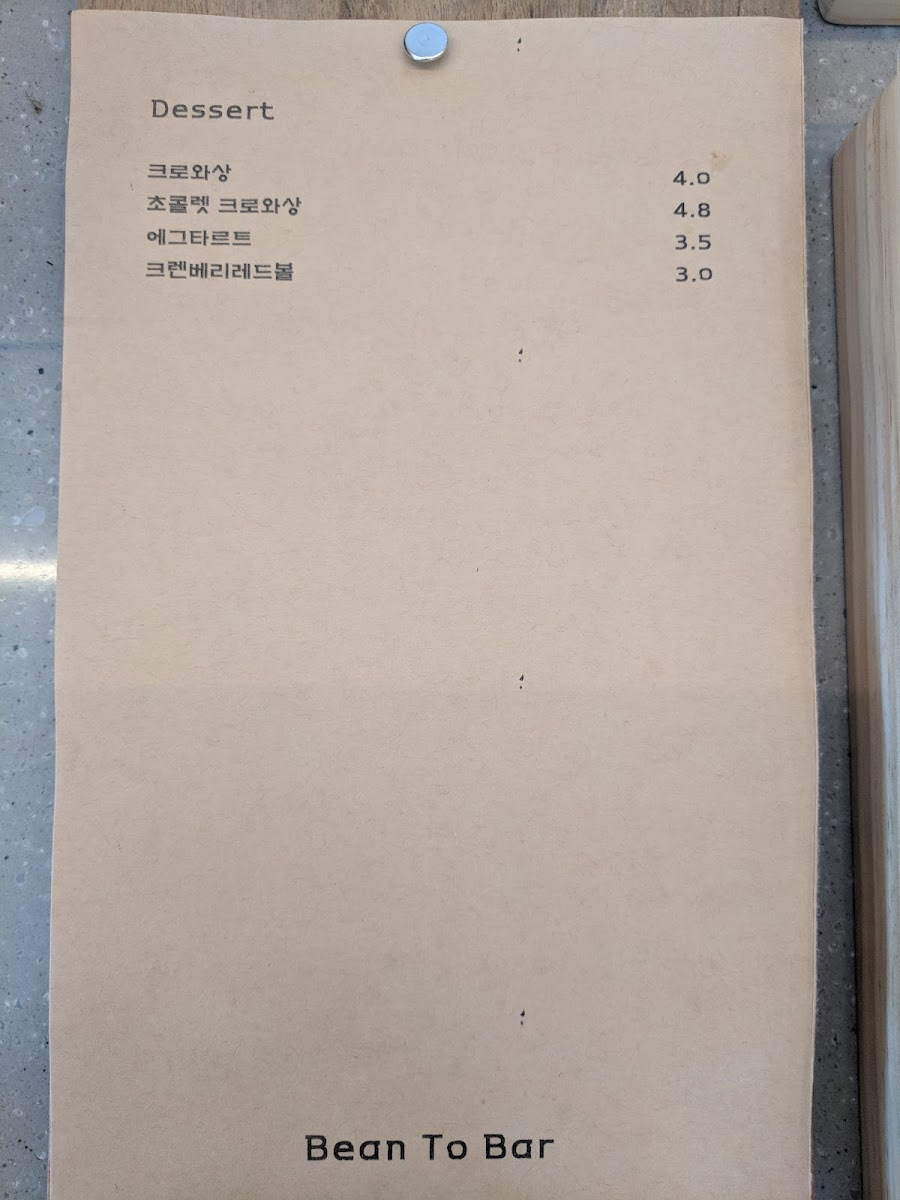 Dessert
크로와상 4.0
초콜렛 크로와상 4.8
에그타르트 3.5
크렌베리레드볼 3.0
Bean To Bar